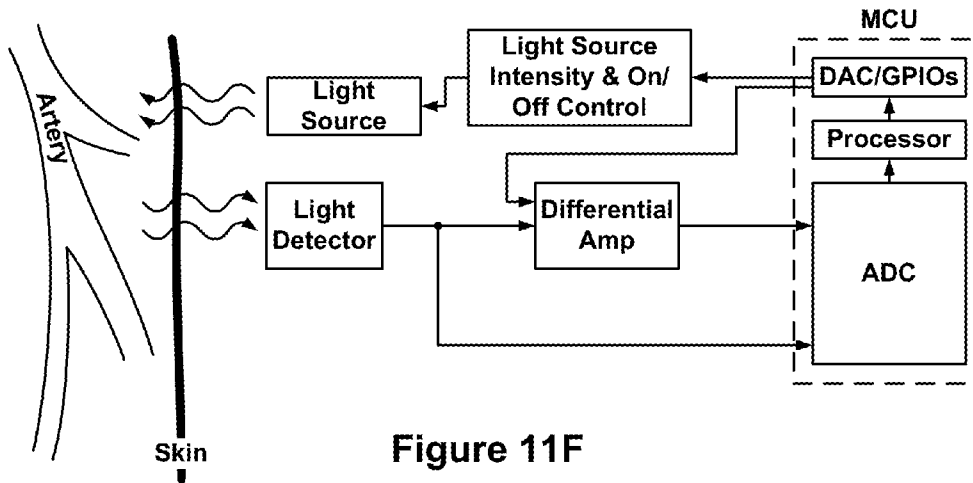 MCU
Light Source
Intensity & On/
Off Control
DAC/GPIOs
Light
Source
Processor
Artery
Light
Detector
Differential
Amp
ADC
Skin
Figure 11F